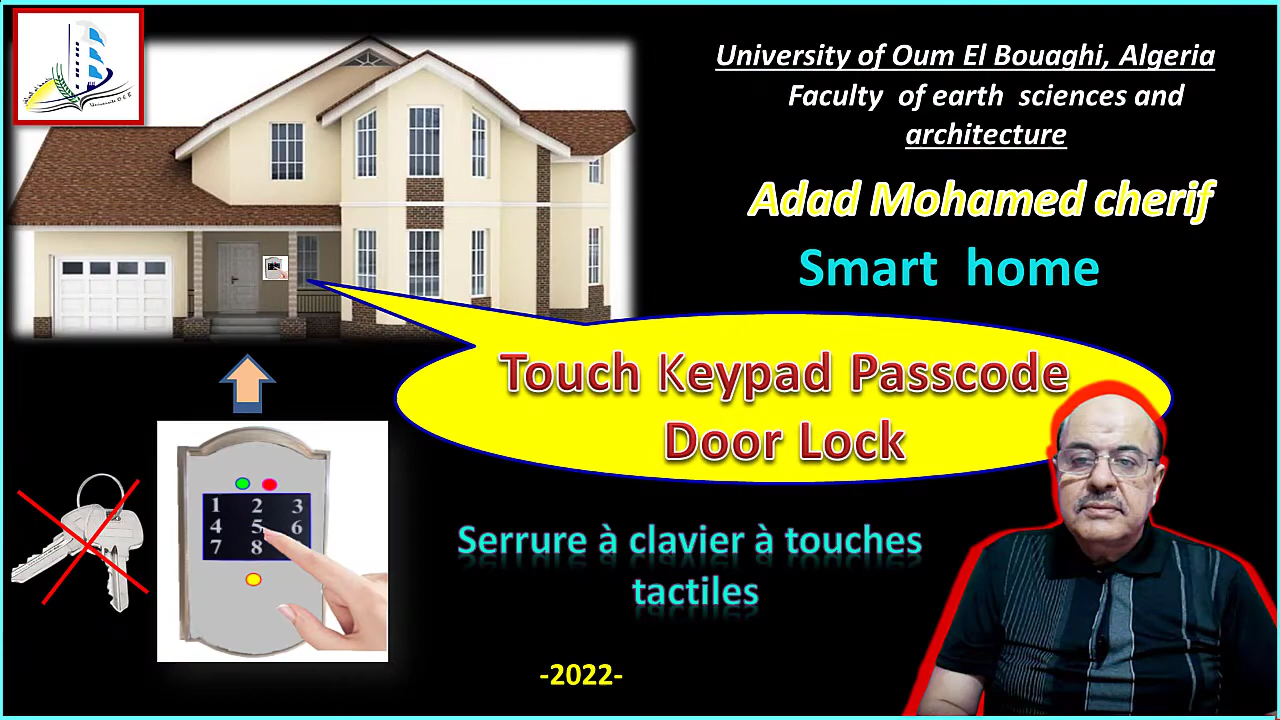 University of Oum El Bouaghi, Algeria
Faculty of earth sciences and
architecture
Adad Mohamed cherif
Smart home
Touch Keypad Passcode
Door Lock
1 2 3
4 5 6
7 8
Serrure à clavier à touches
tactiles
-2022-